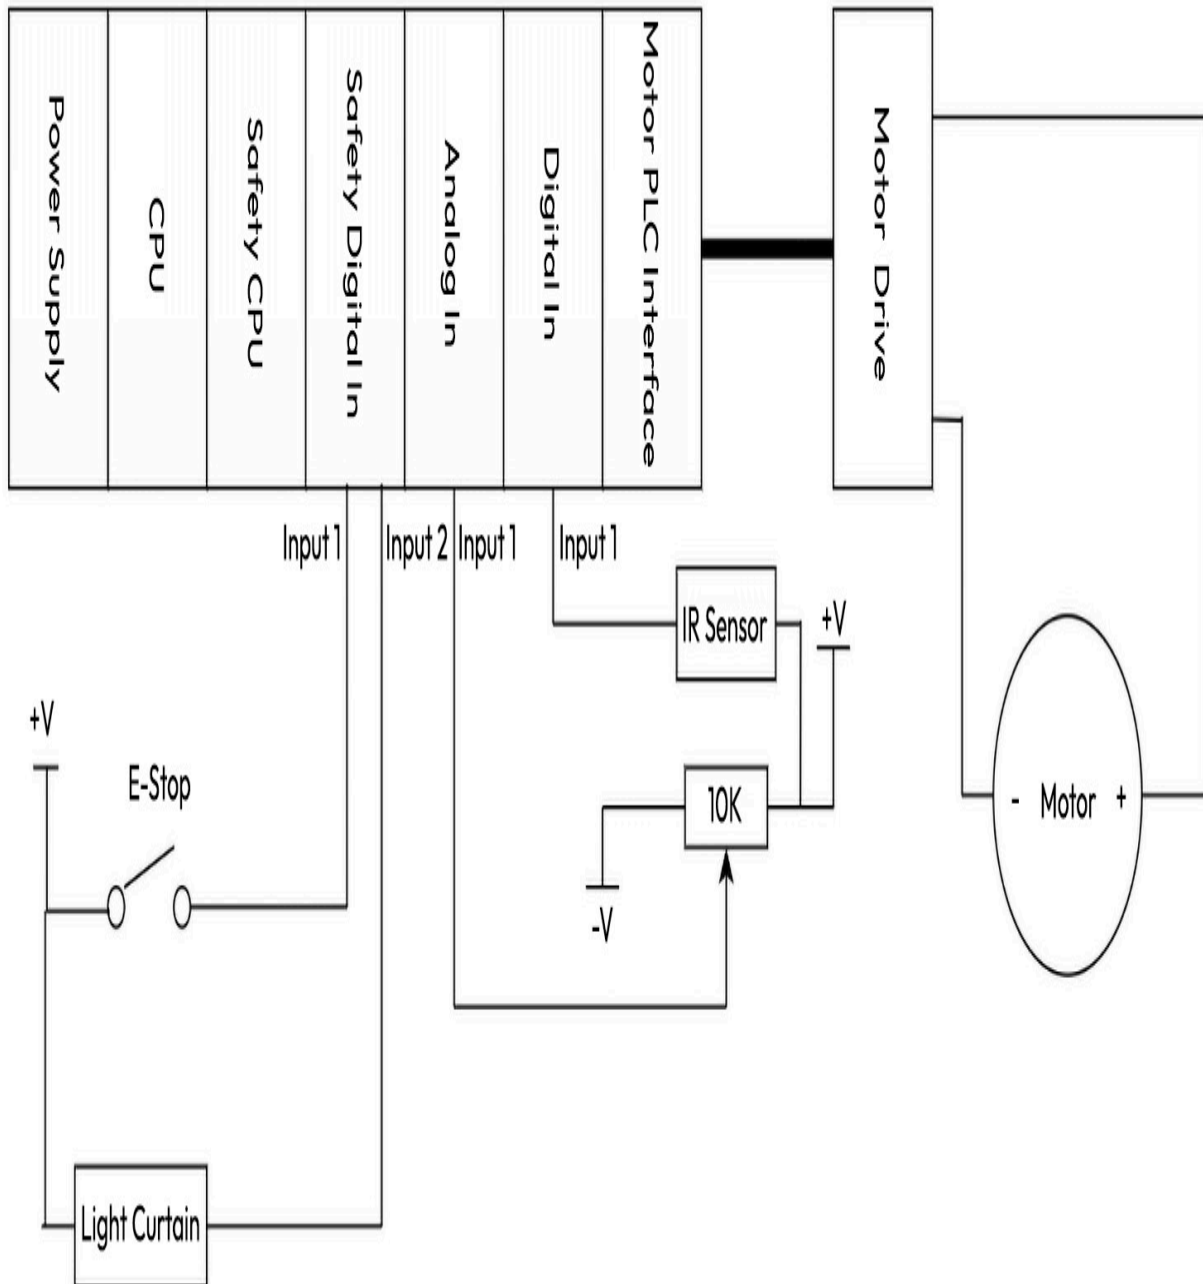 Power Supply
CPU
Safety CPU
Safety Digital In
Analog In
Digital In
Motor PLC Interface
Motor Drive
Input 1
Input 2
Input 1
Input 1
IR Sensor
+V
+V
E-Stop
10K
-V
- Motor +
Light Curtain